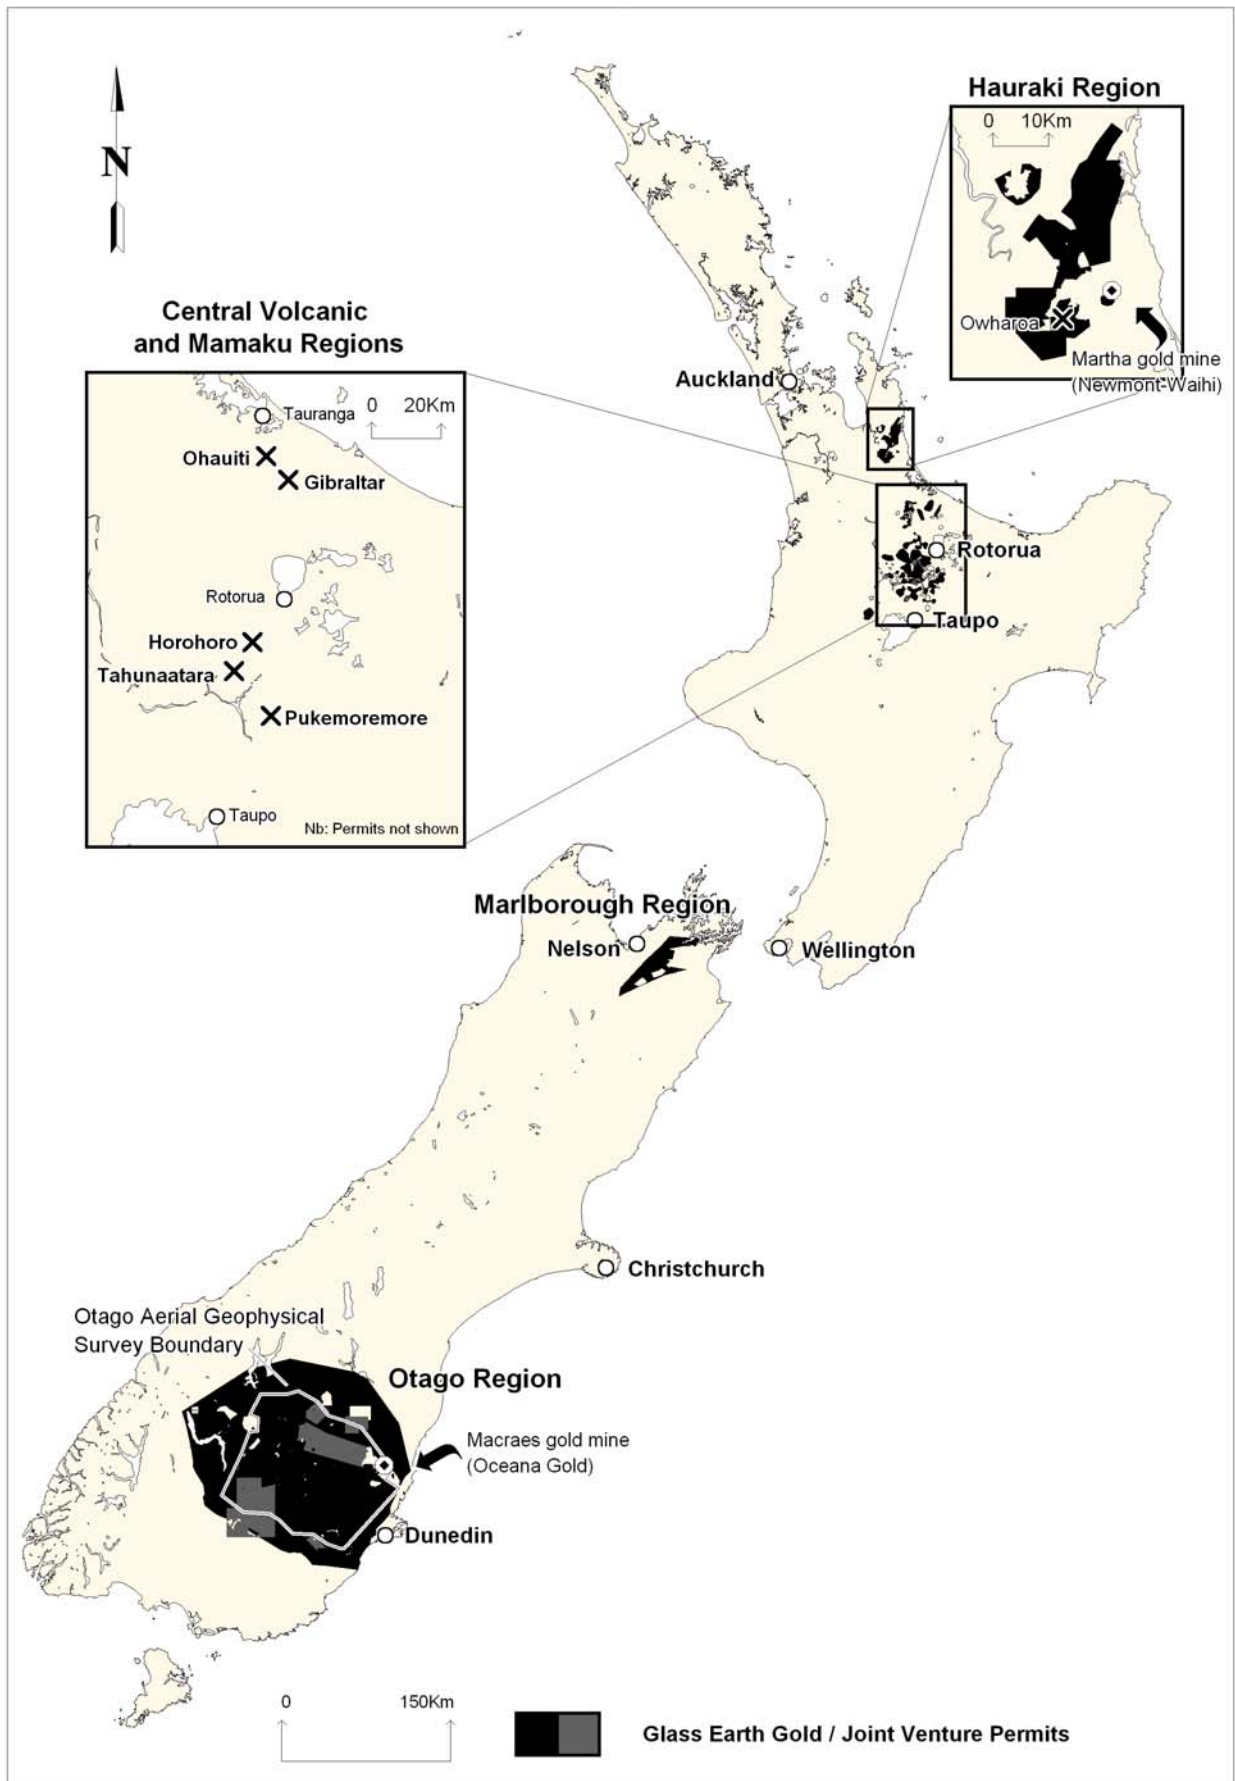 N
Hauraki Region
0 10Km
Owharoa
Martha gold mine
(Newmont-Waihi)
Central Volcanic
and Mamaku Regions
Tauranga
0 20Km
Ohauiti
Gibraltar
Rotorua
Horohoro
Tahunaatara
Pukemoremore
Taupo
Nb: Permits not shown
Auckland
Rotorua
Taupo
Marlborough Region
Nelson
Wellington
Christchurch
Otago Aerial Geophysical
Survey Boundary
Otago Region
Macraes gold mine
(Oceana Gold)
Dunedin
0 150Km
Glass Earth Gold / Joint Venture Permits